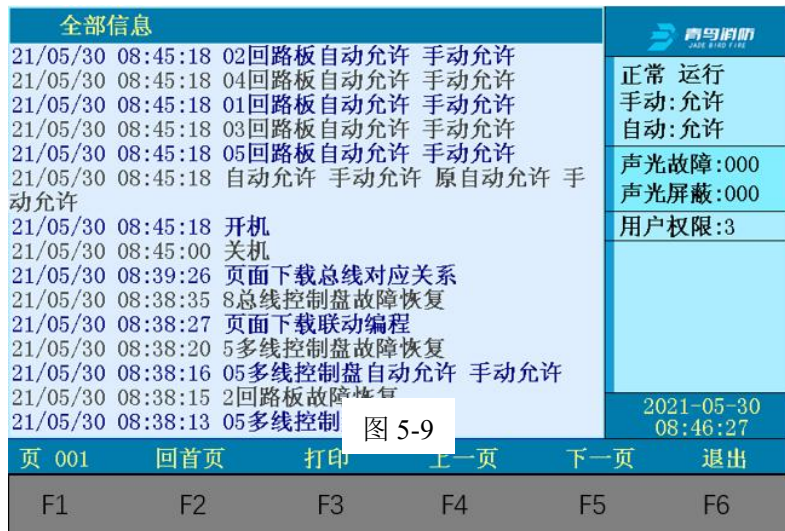 全部信息
21/05/30 08:45:18 02回路板自动允许 手动允许
21/05/30 08:45:18 04回路板自动允许 手动允许
21/05/30 08:45:18 01回路板自动允许 手动允许
21/05/30 08:45:18 03回路板自动允许 手动允许
21/05/30 08:45:18 05回路板自动允许 手动允许
21/05/30 08:45:18 自动允许 手动允许 原自动允许 手
动允许
21/05/30 08:45:18 开机
21/05/30 08:45:00 关机
21/05/30 08:39:26 页面下载总线对应关系
21/05/30 08:38:35 8总线控制盘故障恢复
21/05/30 08:38:27 页面下载联动编程
21/05/30 08:38:20 5多线控制盘故障恢复
21/05/30 08:38:16 05多线控制盘自动允许 手动允许
21/05/30 08:38:15 2回路板故障恢复
21/05/30 08:38:13 05多线控制
图 5-9
青鸟消防
JADE BIRD FIRE
正常 运行
手动:允许
自动:允许
声光故障:000
声光屏蔽:000
用户权限:3
2021-05-30
08:46:27
页 001 回首页 打印 上一页 下一页 退出
F1 F2 F3 F4 F5 F6